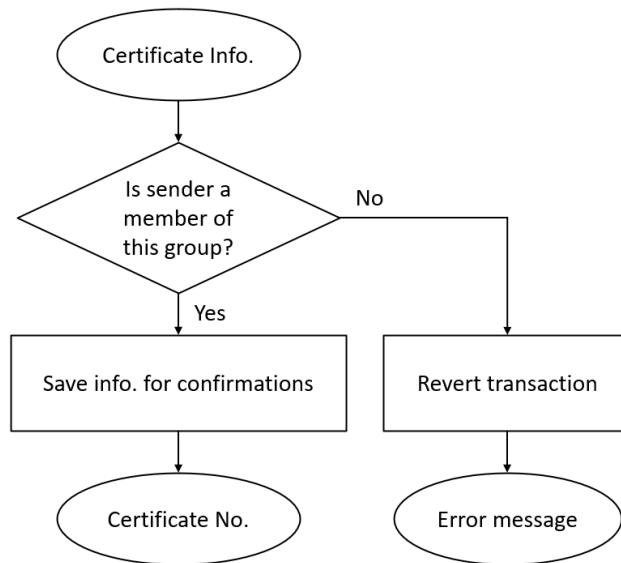 Certificate Info.
Is sender a
member of
this group?
No
Yes
Save info. for confirmations
Revert transaction
Certificate No.
Error message